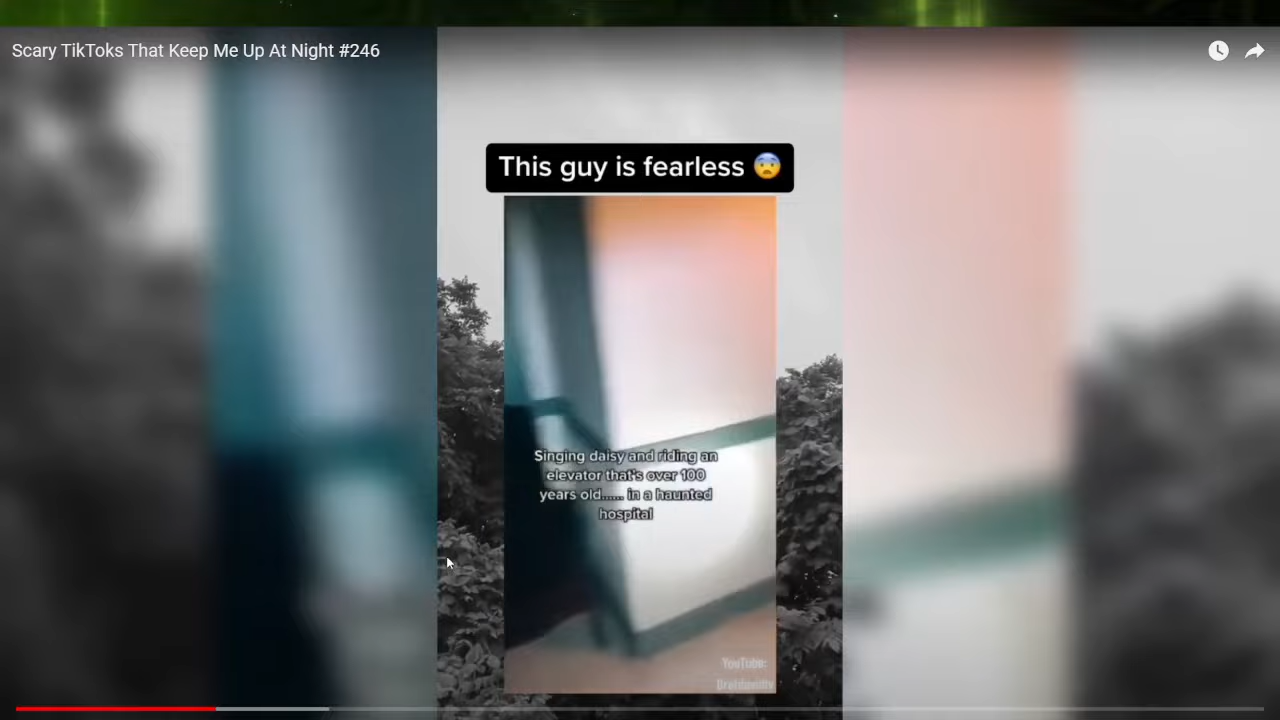 Scary TikToks That Keep Me Up At Night #246
This guy is fearless 😨
Singing daisy and riding an
elevator that's over 100
years old...... in a haunted
hospital
YouTube: